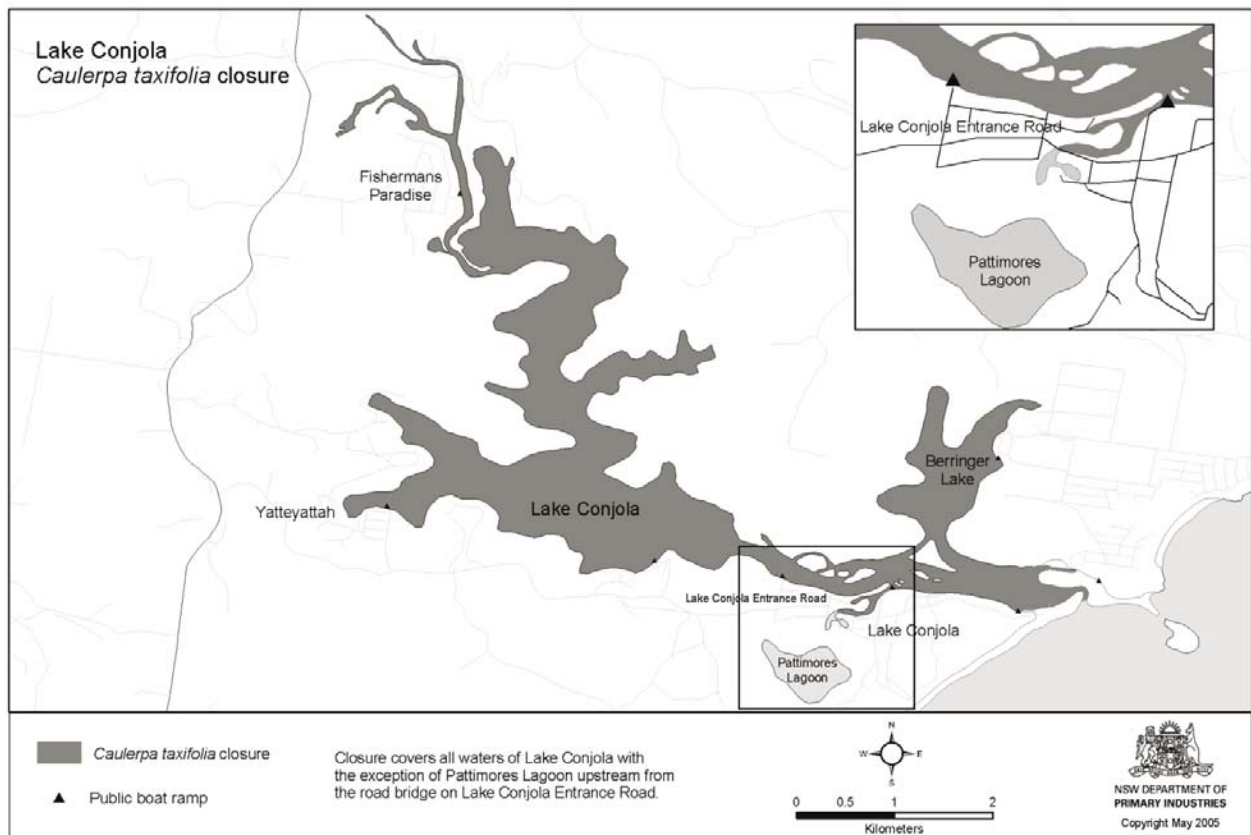 Lake Conjola
Caulerpa taxifolia closure
Lake Conjola Entrance Road
Pattimores
Lagoon
Fishermans
Paradise
Berringer
Lake
Yatteyattah
Lake Conjola
Lake Conjola Entrance Road
Lake Conjola
Pattimores
Lagoon
Caulerpa taxifolia closure
Public boat ramp
Closure covers all waters of Lake Conjola with
the exception of Pattimores Lagoon upstream from
the road bridge on Lake Conjola Entrance Road.
N
W E
S
0 0.5 1 2
Kilometers
NSW DEPARTMENT OF
PRIMARY INDUSTRIES
Copyright May 2005